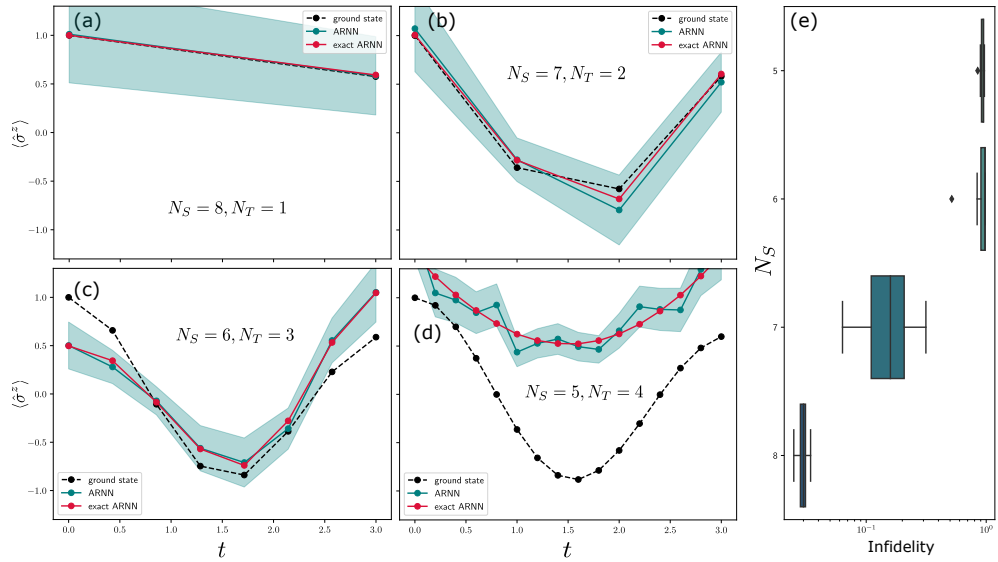 (a)
ground state
ARNN
exact ARNN
1.0
0.5
0.0
−0.5
−1.0
⟨σ̂^z⟩
N_S = 8, N_T = 1
(b)
ground state
ARNN
exact ARNN
N_S = 7, N_T = 2
(c)
1.0
0.5
0.0
−0.5
−1.0
⟨σ̂^z⟩
N_S = 6, N_T = 3
ground state
ARNN
exact ARNN
0.0 0.5 1.0 1.5 2.0 2.5 3.0
t
(d)
N_S = 5, N_T = 4
ground state
ARNN
exact ARNN
0.0 0.5 1.0 1.5 2.0 2.5 3.0
t
(e)
5
6
7
8
N_S
10^−1 10^0
Infidelity